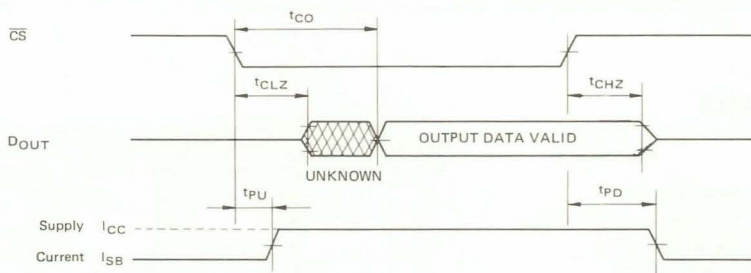 tCO
CS
tCLZ
tCHZ
DOUT
OUTPUT DATA VALID
UNKNOWN
tPU
tPD
Supply ICC
Current ISB